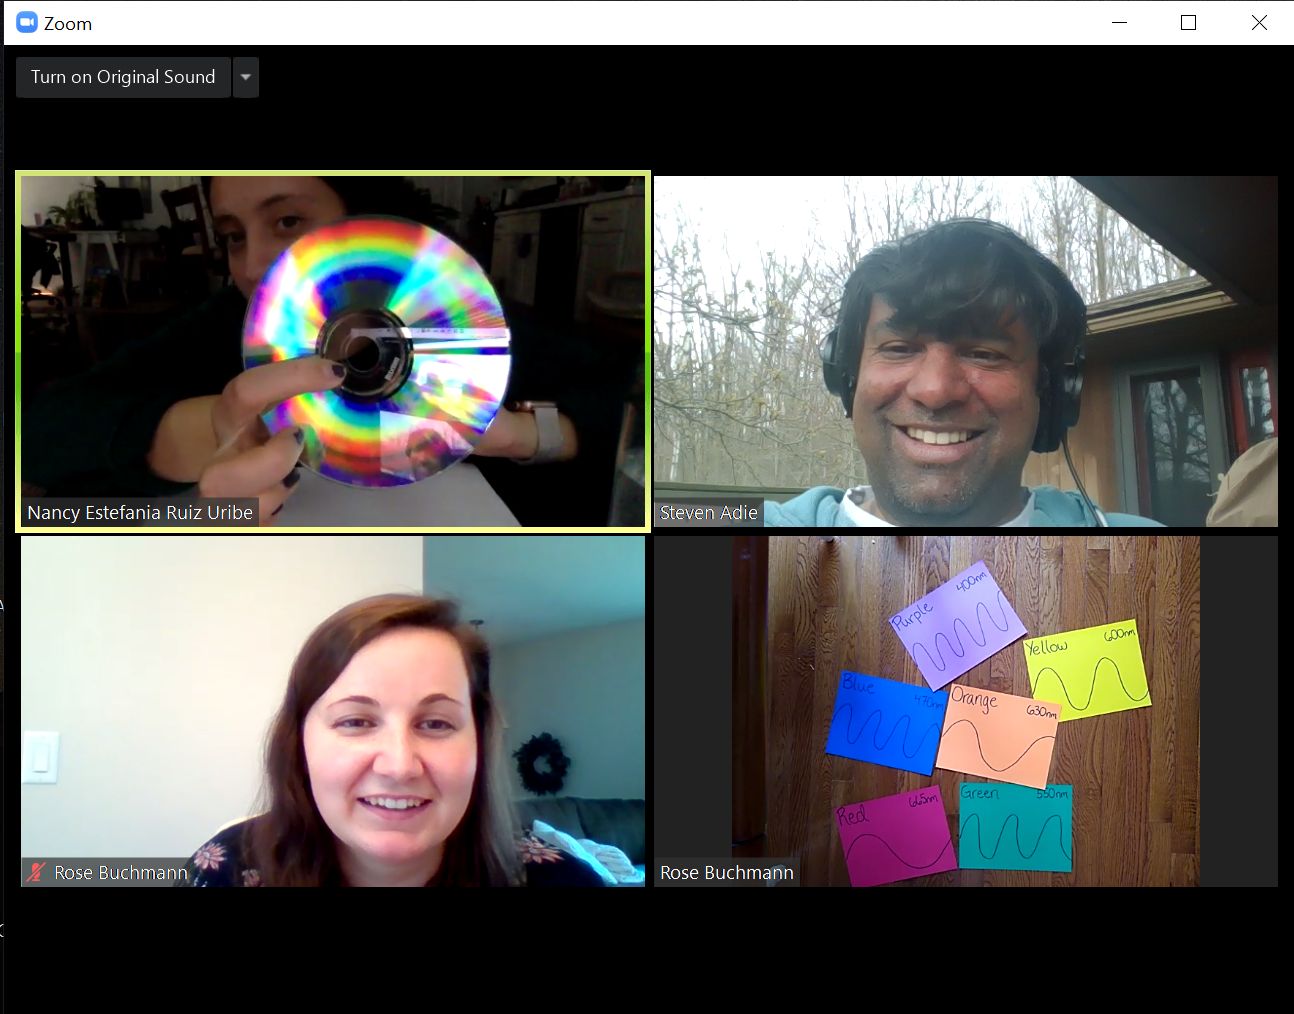 Zoom
Turn on Original Sound
Nancy Estefania Ruiz Uribe
Steven Adie
Rose Buchmann
Rose Buchmann
Purple 400nm
Yellow 600nm
Blue 470nm
Orange 630nm
Red 665nm
Green 550nm